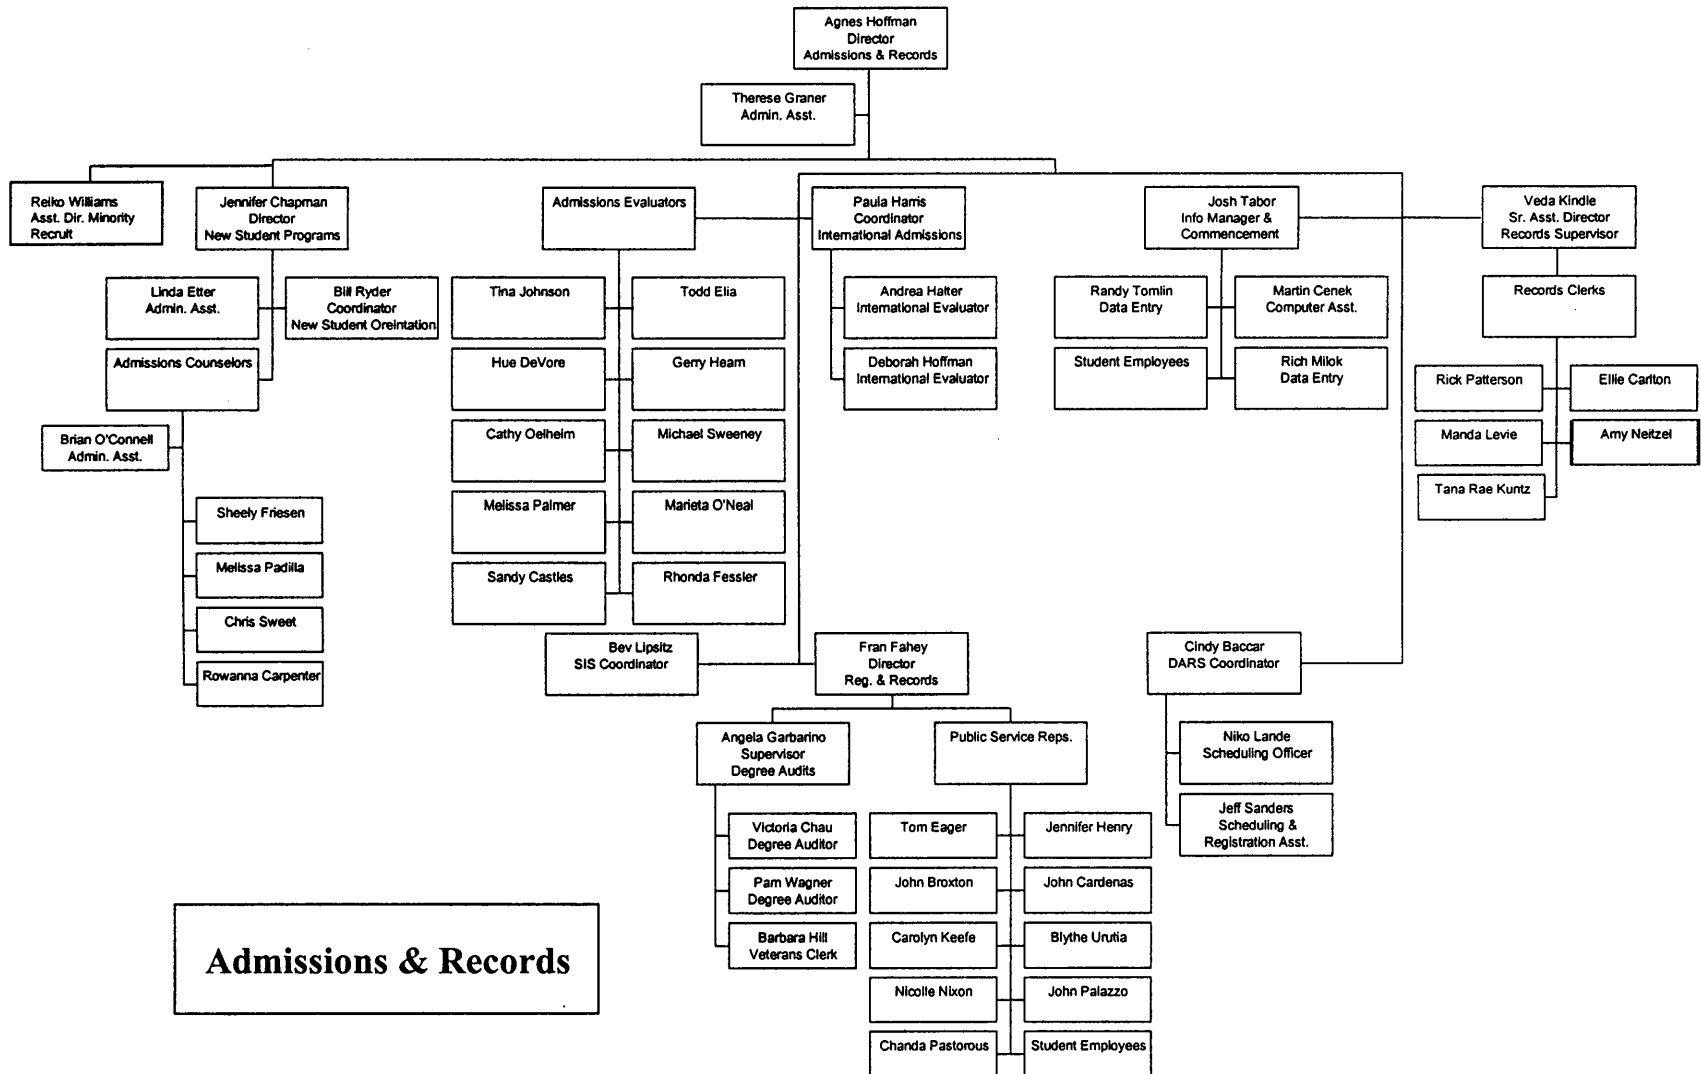 Agnes Hoffman
Director
Admissions & Records
Therese Graner
Admin. Asst.
Reiko Williams
Asst. Dir. Minority
Recruit
Jennifer Chapman
Director
New Student Programs
Admissions Evaluators
Paula Harris
Coordinator
International Admissions
Josh Tabor
Info Manager &
Commencement
Veda Kindle
Sr. Asst. Director
Records Supervisor
Linda Etter
Admin. Asst.
Bill Ryder
Coordinator
New Student Oreintation
Admissions Counselors
Brian O'Connell
Admin. Asst.
Sheely Friesen
Melissa Padilla
Chris Sweet
Rowanna Carpenter
Tina Johnson
Todd Elia
Hue DeVore
Gerry Hearn
Cathy Oelheim
Michael Sweeney
Melissa Palmer
Marieta O'Neal
Sandy Castles
Rhonda Fessler
Andrea Halter
International Evaluator
Deborah Hoffman
International Evaluator
Randy Tomlin
Data Entry
Martin Cenek
Computer Asst.
Student Employees
Rich Milok
Data Entry
Records Clerks
Rick Patterson
Ellie Carlton
Manda Levie
Amy Neitzel
Tana Rae Kuntz
Bev Lipsitz
SIS Coordinator
Fran Fahey
Director
Reg. & Records
Cindy Baccar
DARS Coordinator
Angela Garbarino
Supervisor
Degree Audits
Public Service Reps.
Niko Lande
Scheduling Officer
Jeff Sanders
Scheduling &
Registration Asst.
Victoria Chau
Degree Auditor
Pam Wagner
Degree Auditor
Barbara Hill
Veterans Clerk
Tom Eager
Jennifer Henry
John Broxton
John Cardenas
Carolyn Keefe
Blythe Urutia
Nicolle Nixon
John Palazzo
Chanda Pastorous
Student Employees
Admissions & Records